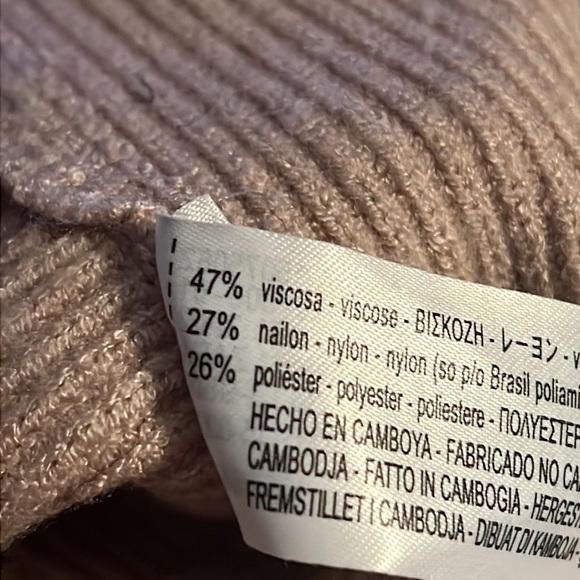 47% viscosa - viscose - ΒΙΣΚΟΖΗ - レーヨン -
27% nailon - nylon - nylon (so p/o Brasil poliami
26% poliéster - polyester - poliestere - ΠΟΛΥΕΣΤΕΡ
HECHO EN CAMBOYA - FABRICADO NO CA
CAMBODJA - FATTO IN CAMBOGIA - HERGES
FREMSTILLET I CAMBODJA - DIBUAT DI KAMBOJA -